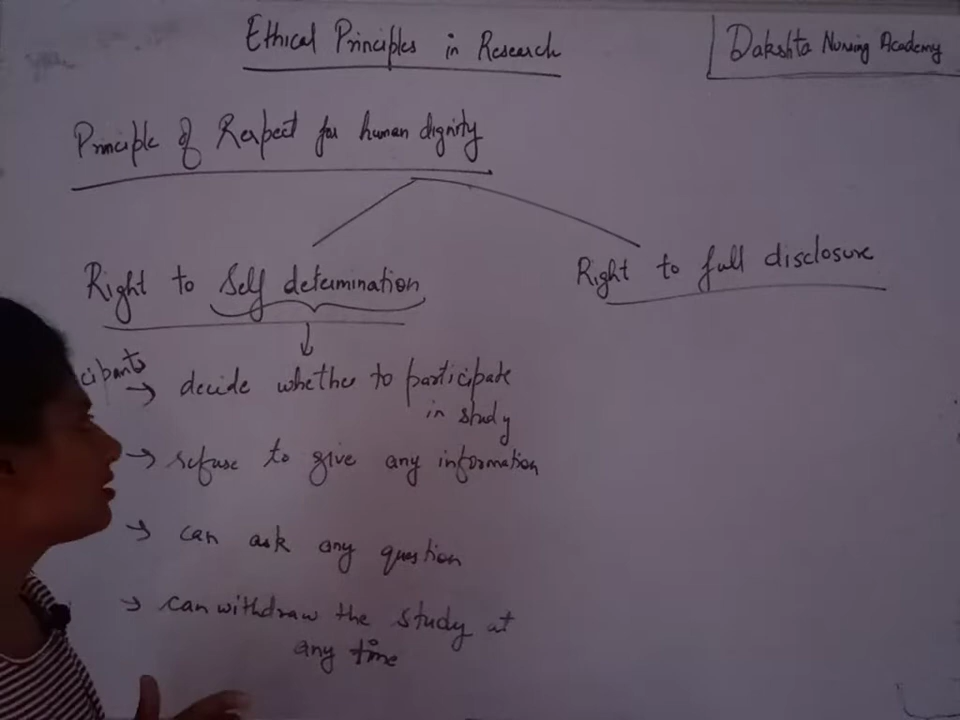 Ethical Principles in Research
Dakshta Nursing Academy
Principle of Respect for human dignity
Right to Self determination
Right to full disclosure
cipants
→ decide whether to participate
in study
→ refuse to give any information
→ can ask any question
→ can withdraw the study at
any time